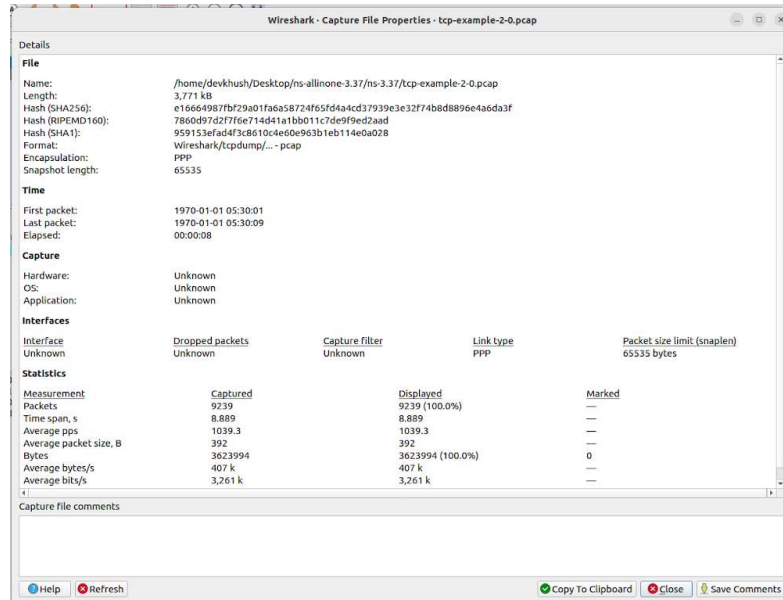 Wireshark · Capture File Properties · tcp-example-2-0.pcap
Details
File
Name: /home/devkhush/Desktop/ns-allinone-3.37/ns-3.37/tcp-example-2-0.pcap
Length: 3,771 kB
Hash (SHA256): e16664987fbf29a01fa6a58724f65fd4a4cd37939e3e32f74b8d8896e4a6da3f
Hash (RIPEMD160): 7860d97d2f7f6e714d41a1bb011c7de9f9ed2aad
Hash (SHA1): 959153efad4f3c8610c4e60e963b1eb114e0a028
Format: Wireshark/tcpdump/... - pcap
Encapsulation: PPP
Snapshot length: 65535
Time
First packet: 1970-01-01 05:30:01
Last packet: 1970-01-01 05:30:09
Elapsed: 00:00:08
Capture
Hardware: Unknown
OS: Unknown
Application: Unknown
Interfaces
Interface Dropped packets Capture filter Link type Packet size limit (snaplen)
Unknown Unknown Unknown PPP 65535 bytes
Statistics
Measurement Captured Displayed Marked
Packets 9239 9239 (100.0%) —
Time span, s 8.889 8.889 —
Average pps 1039.3 1039.3 —
Average packet size, B 392 392 —
Bytes 3623994 3623994 (100.0%) 0
Average bytes/s 407 k 407 k —
Average bits/s 3,261 k 3,261 k —
Capture file comments
Help Refresh Copy To Clipboard Close Save Comments